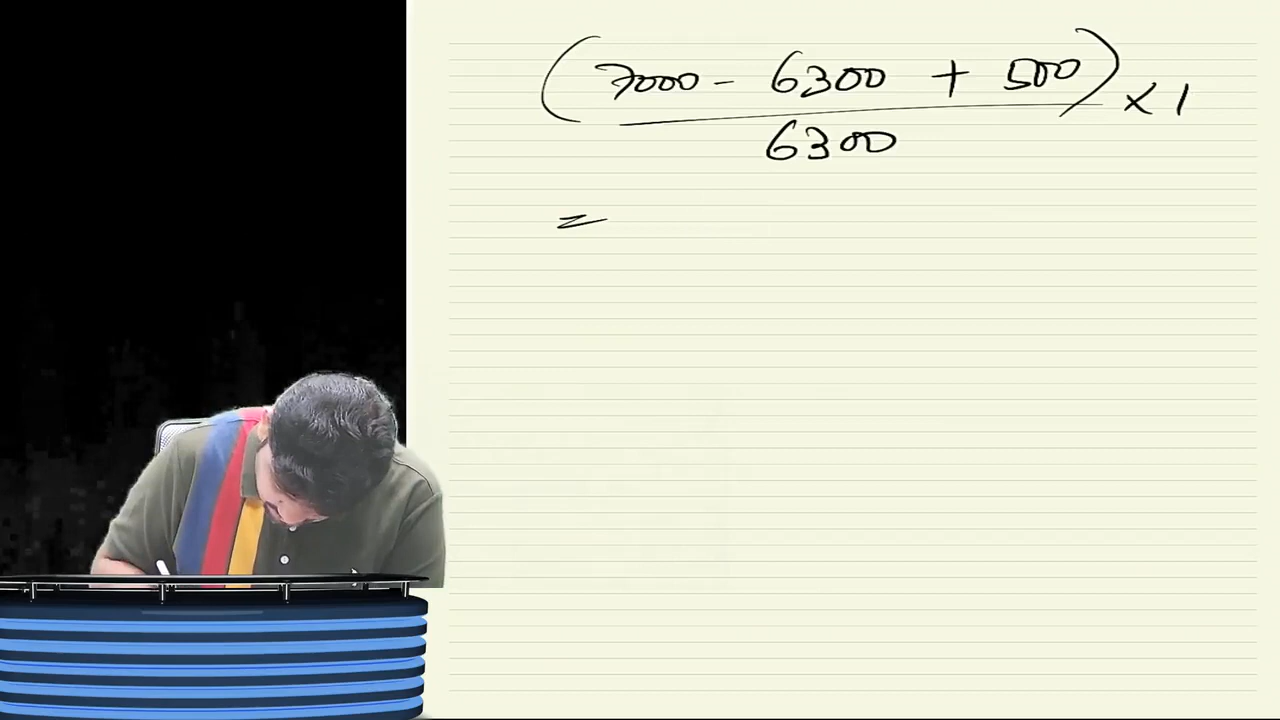 (7000 - 6300 + 500) × 1
6300
=